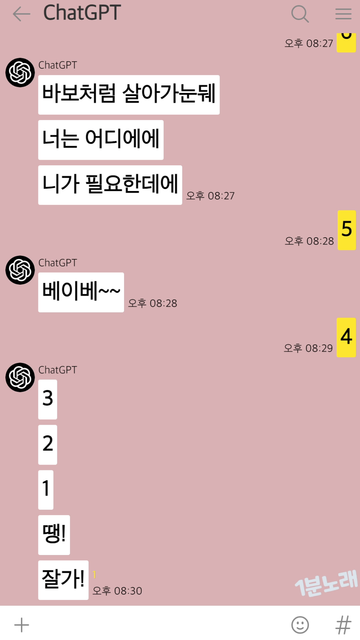 ChatGPT
오후 08:27
ChatGPT
바보처럼 살아가눈뒈
너는 어디에에
니가 필요한데에
오후 08:27
5
오후 08:28
ChatGPT
베이베~~
오후 08:28
4
오후 08:29
ChatGPT
3
2
1
땡!
잘가!
오후 08:30
1분노래
#